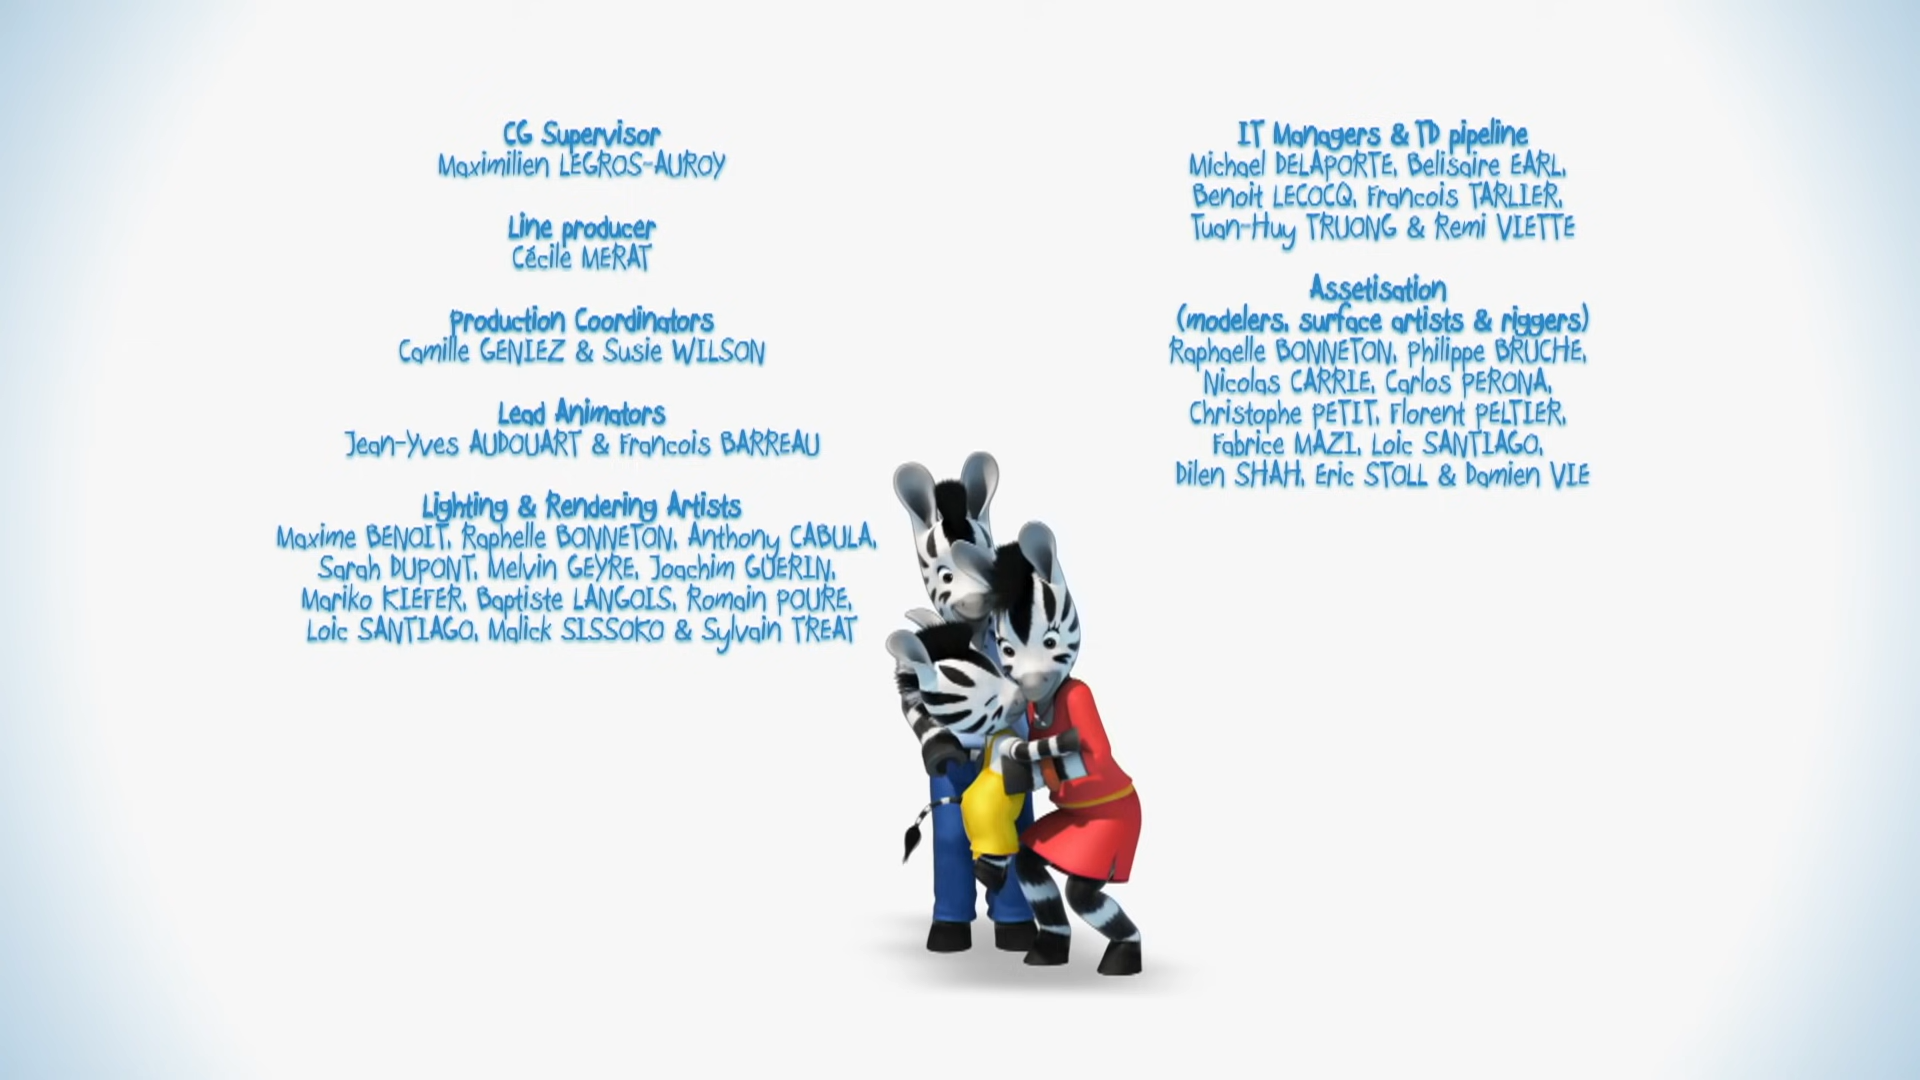 CG Supervisor
Maximilien LEGROS-AUROY
Line producer
Cécile MERAT
Production Coordinators
Camille GENIEZ & Susie WILSON
Lead Animators
Jean-Yves AUDOUART & Francois BARREAU
Lighting & Rendering Artists
Maxime BENOIT, Raphelle BONNETON, Anthony CABULA,
Sarah DUPONT, Melvin GEYRE, Joachim GUERIN,
Mariko KIEFER, Baptiste LANGOIS, Romain POURE,
Loic SANTIAGO, Malick SISSOKO & Sylvain TREAT
IT Managers & TD pipeline
Michael DELAPORTE, Belisaire EARL,
Benoit LECOCQ, Francois TARLIER,
Tuan-Huy TRUONG & Remi VIETTE
Assetisation
(modelers, surface artists & riggers)
Raphaelle BONNETON, Philippe BRUCHE,
Nicolas CARRIE, Carlos PERONA,
Christophe PETIT, Florent PELTIER,
Fabrice MAZI, Loic SANTIAGO,
Dilen SHAH, Eric STOLL & Damien VIE